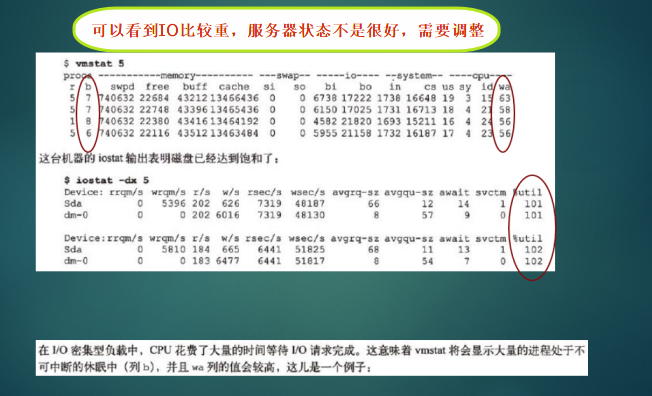 可以看到IO比较重，服务器状态不是很好，需要调整
$ vmstat 5
procs -----------memory---------- ---swap-- -----io---- --system-- ----cpu----
r b swpd free buff cache si so bi bo in cs us sy id wa
5 7 740632 22684 43212 13466436 0 0 6738 17222 1738 16648 19 3 15 63
5 7 740632 22748 43396 13465436 0 0 6150 17025 1731 16713 18 4 21 58
1 8 740632 22380 43416 13464192 0 0 4582 21820 1693 15211 16 4 24 56
5 6 740632 22116 43512 13463484 0 0 5955 21158 1732 16187 17 4 23 56
这台机器的 iostat 输出表明磁盘已经达到饱和了：
$ iostat -dx 5
Device: rrqm/s wrqm/s r/s w/s rsec/s wsec/s avgrq-sz avgqu-sz await svctm %util
Sda 0 5396 202 626 7319 48187 66 12 14 1 101
dm-0 0 0 202 6016 7319 48130 8 57 9 0 101
Device:rrqm/s wrqm/s r/s w/s rsec/s wsec/s avgrq-sz avgqu-sz await svctm %util
Sda 0 5810 184 665 6441 51825 68 11 13 1 102
dm-0 0 0 183 6477 6441 51817 8 54 7 0 102
在 I/O 密集型负载中，CPU 花费了大量的时间等待 I/O 请求完成。这意味着 vmstat 将会显示大量的进程处于不
可中断的休眠中（列 b），并且 wa 列的值会较高，这儿是一个例子：